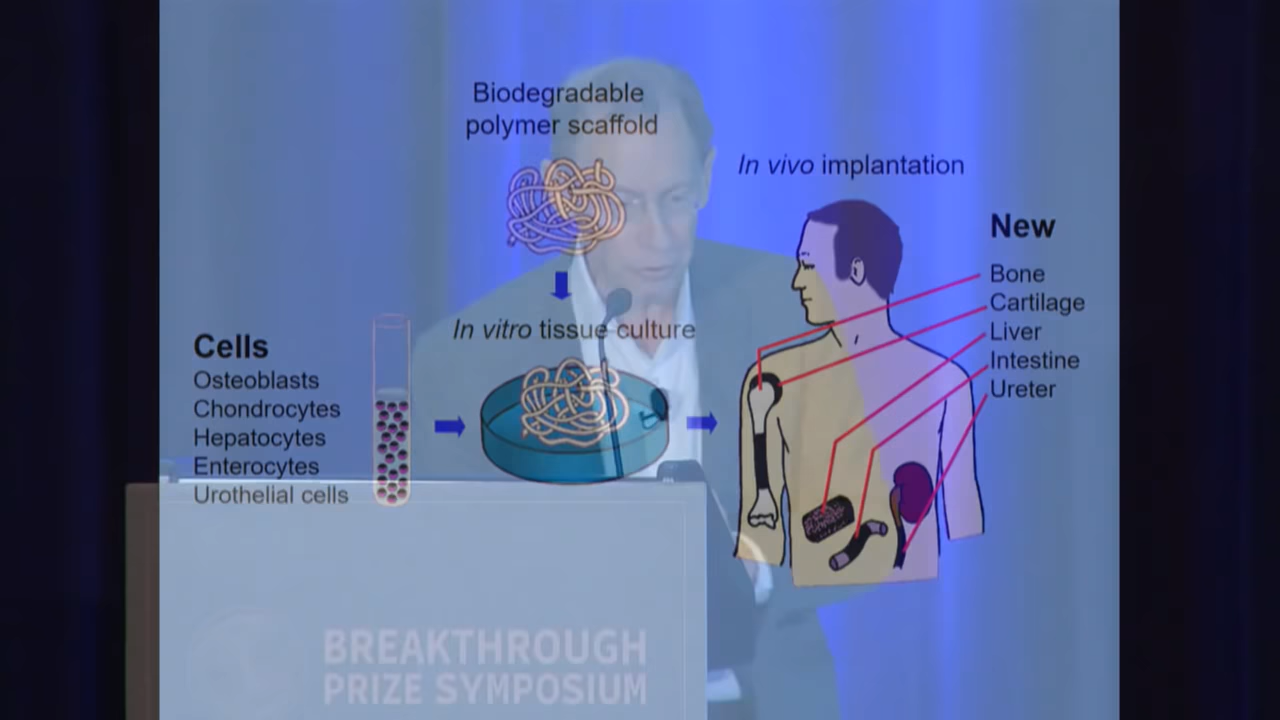 Biodegradable
polymer scaffold
In vivo implantation
New
Bone
Cartilage
Liver
Intestine
Ureter
In vitro tissue culture
Cells
Osteoblasts
Chondrocytes
Hepatocytes
Enterocytes
Urothelial cells
BREAKTHROUGH
PRIZE SYMPOSIUM